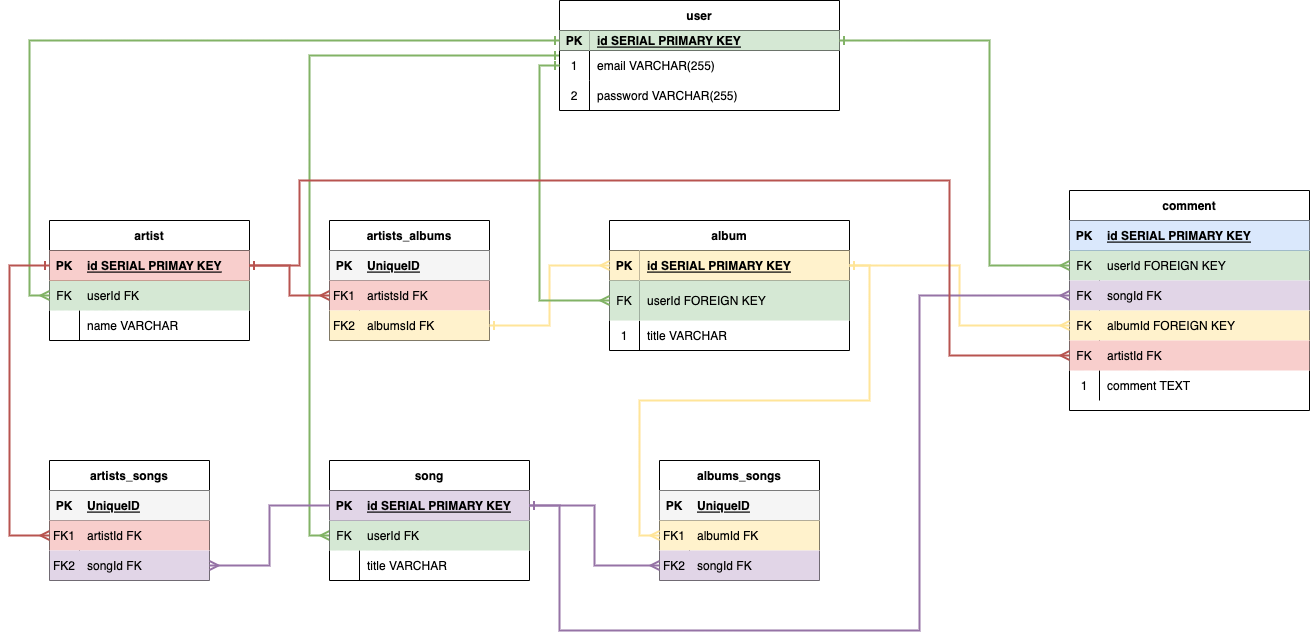 user
PK id SERIAL PRIMARY KEY
1 email VARCHAR(255)
2 password VARCHAR(255)
artist
PK id SERIAL PRIMAY KEY
FK userId FK
name VARCHAR
artists_albums
PK UniqueID
FK1 artistsId FK
FK2 albumsId FK
album
PK id SERIAL PRIMARY KEY
FK userId FOREIGN KEY
1 title VARCHAR
comment
PK id SERIAL PRIMARY KEY
FK userId FOREIGN KEY
FK songId FK
FK albumId FOREIGN KEY
FK artistId FK
1 comment TEXT
artists_songs
PK UniqueID
FK1 artistId FK
FK2 songId FK
song
PK id SERIAL PRIMARY KEY
FK userId FK
title VARCHAR
albums_songs
PK UniqueID
FK1 albumId FK
FK2 songId FK